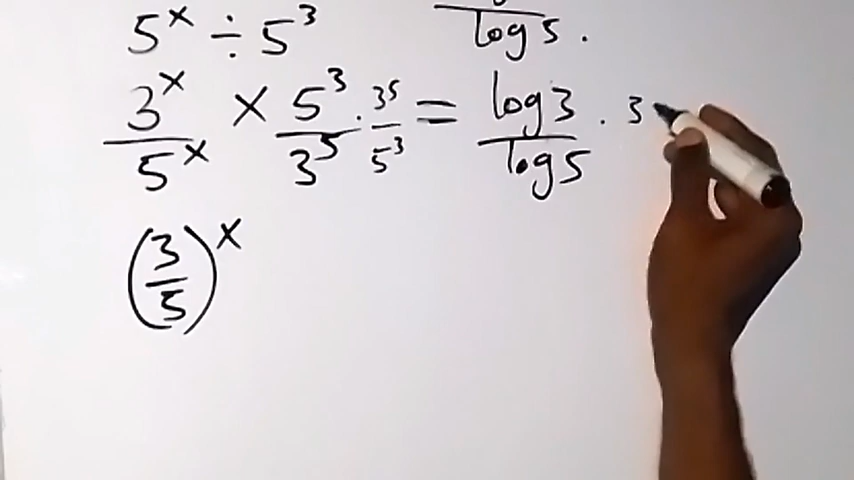 5^x ÷ 5^3   / log 5 .
3^x / 5^x × 5^3 / 3^5 . 3^5 / 5^3 = log 3 / log 5 . 3
(3/5)^x